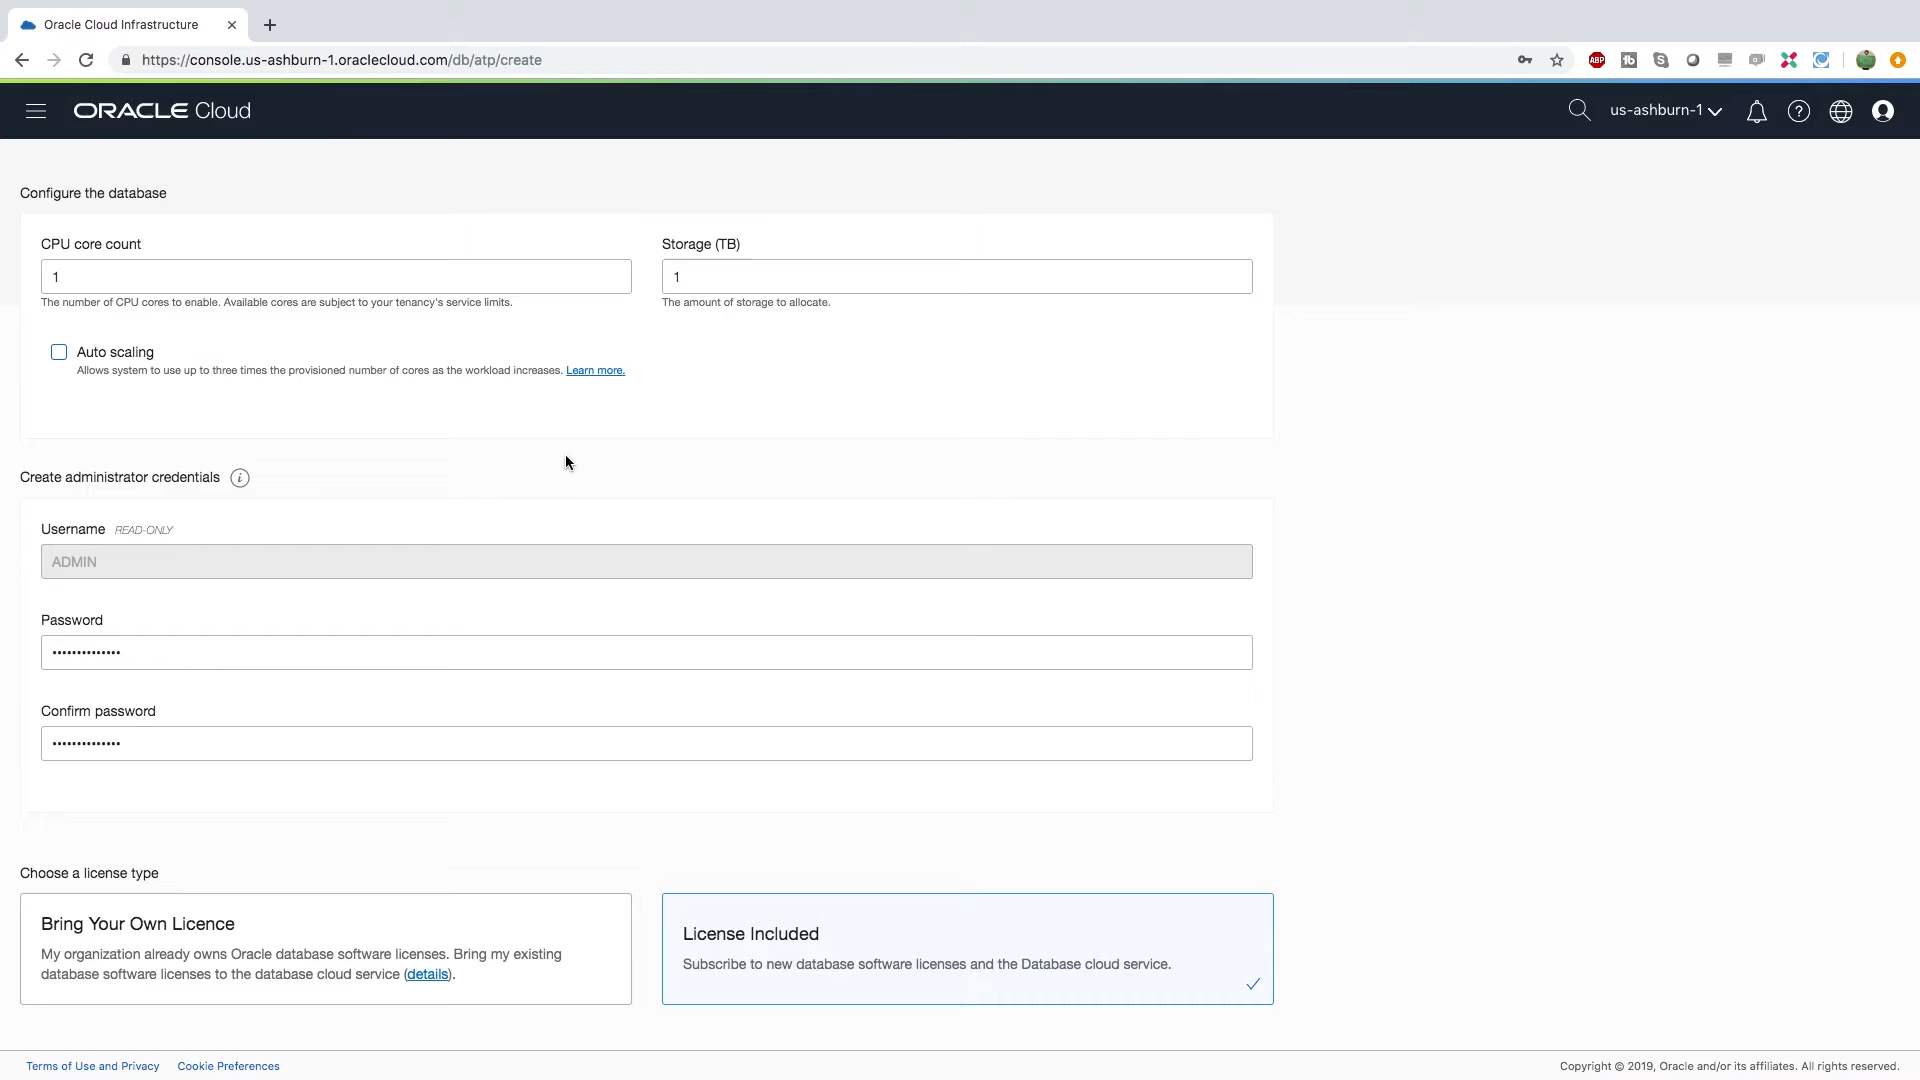 Oracle Cloud Infrastructure
https://console.us-ashburn-1.oraclecloud.com/db/atp/create
ABP
ORACLE Cloud
us-ashburn-1
Configure the database
CPU core count
Storage (TB)
1
1
The number of CPU cores to enable. Available cores are subject to your tenancy's service limits.
The amount of storage to allocate.
Auto scaling
Allows system to use up to three times the provisioned number of cores as the workload increases. Learn more.
Create administrator credentials
Username READ-ONLY
ADMIN
Password
••••••••••••••
Confirm password
••••••••••••••
Choose a license type
Bring Your Own Licence
My organization already owns Oracle database software licenses. Bring my existing
database software licenses to the database cloud service (details).
License Included
Subscribe to new database software licenses and the Database cloud service.
Terms of Use and Privacy
Cookie Preferences
Copyright © 2019, Oracle and/or its affiliates. All rights reserved.